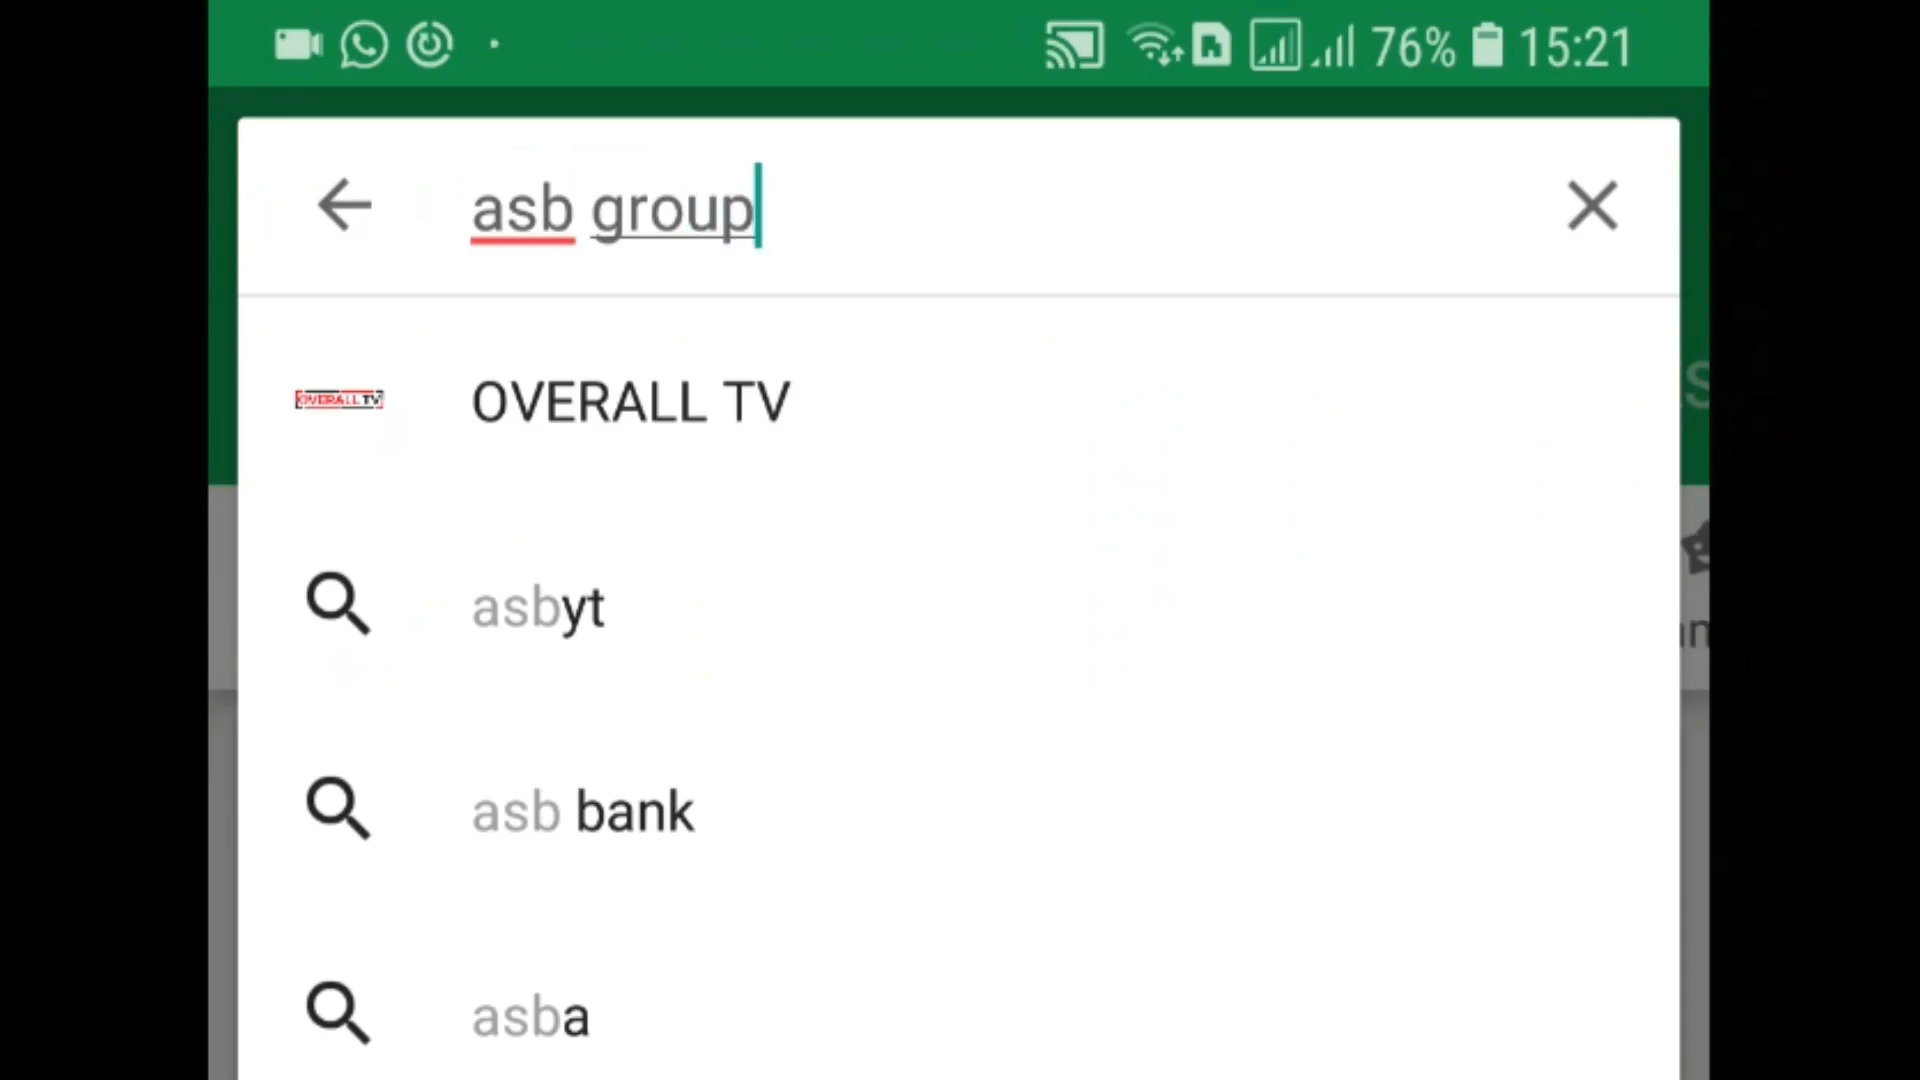 76% 15:21
asb group
OVERALL TV OVERALL TV
asbyt
asb bank
asba